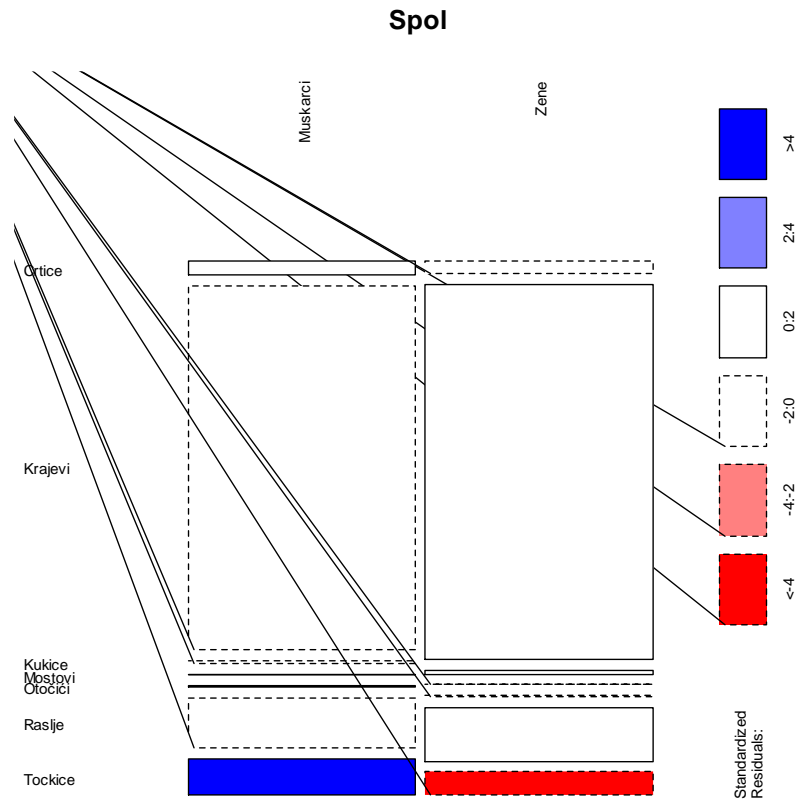 Spol
Muskarci
Zene
Crtice
Krajevi
Kukice
Mostovi
Otočići
Raslje
Tockice
Standardized
Residuals:
<-4
-4:-2
-2:0
0:2
2:4
>4